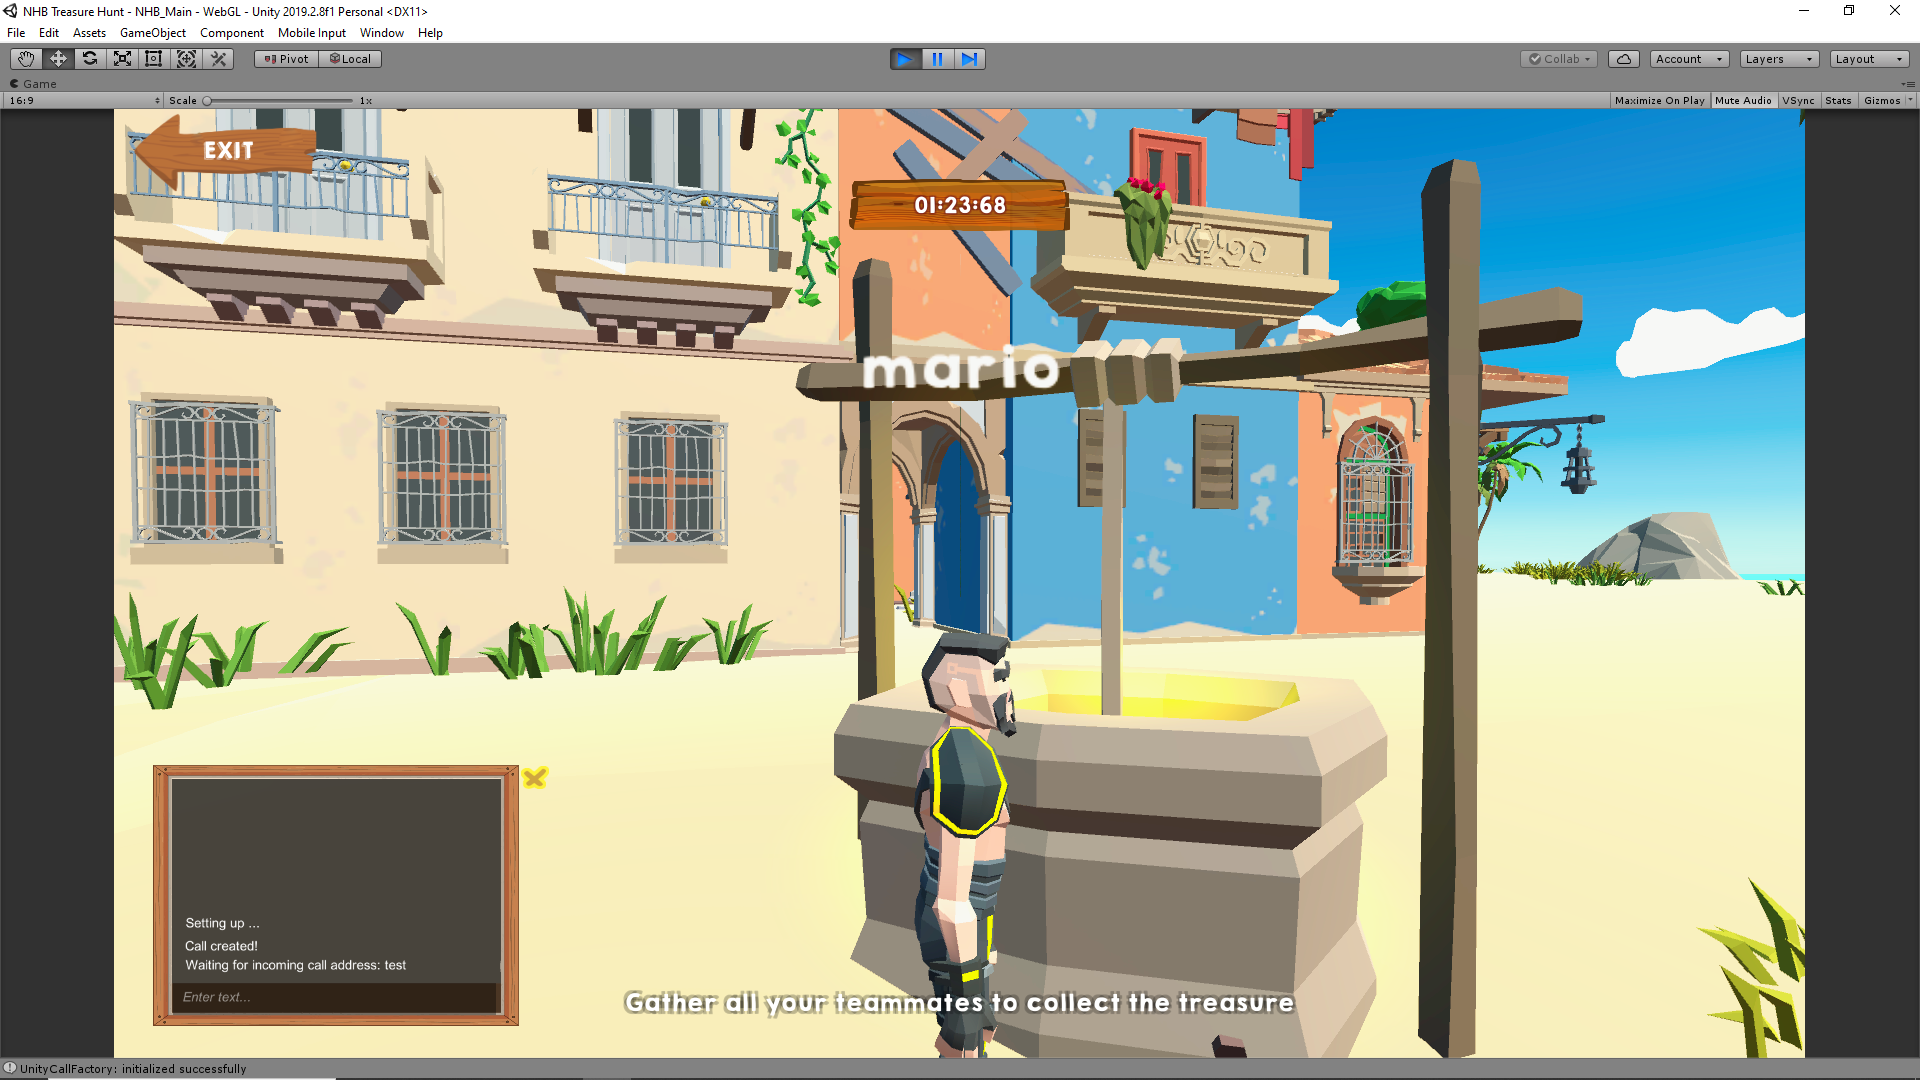 NHB Treasure Hunt - NHB_Main - WebGL - Unity 2019.2.8f1 Personal <DX11>
File Edit Assets GameObject Component Mobile Input Window Help
Pivot Local Collab Account Layers Layout
Game
16:9 Scale 1x Maximize On Play Mute Audio VSync Stats Gizmos
EXIT
01:23:68
mario
Setting up ...
Call created!
Waiting for incoming call address: test
Enter text...
Gather all your teammates to collect the treasure
UnityCallFactory: initialized successfully